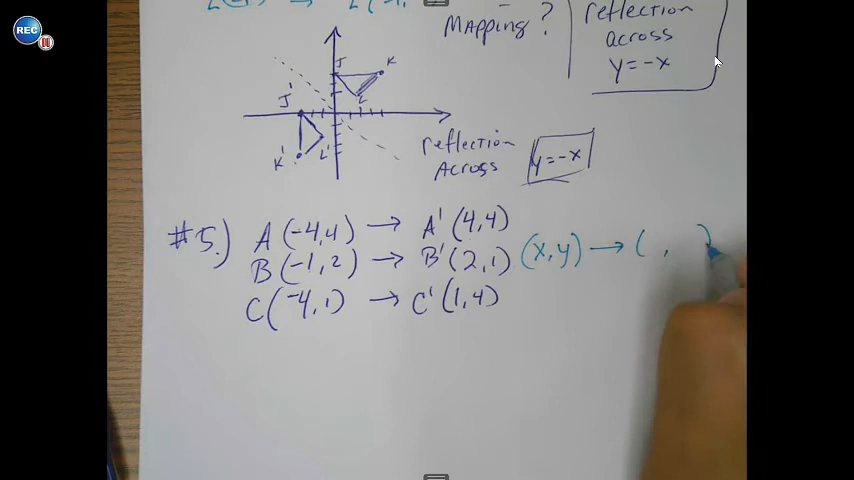 REC
MAPPING?
reflection
across
y=-x
J
K
L
J'
K'
L'
reflection
Across
y=-x
#5.) A(-4,4) → A'(4,4)
B(-1,2) → B'(2,1) (x,y) → ( , )
C(-4,1) → C'(1,4)